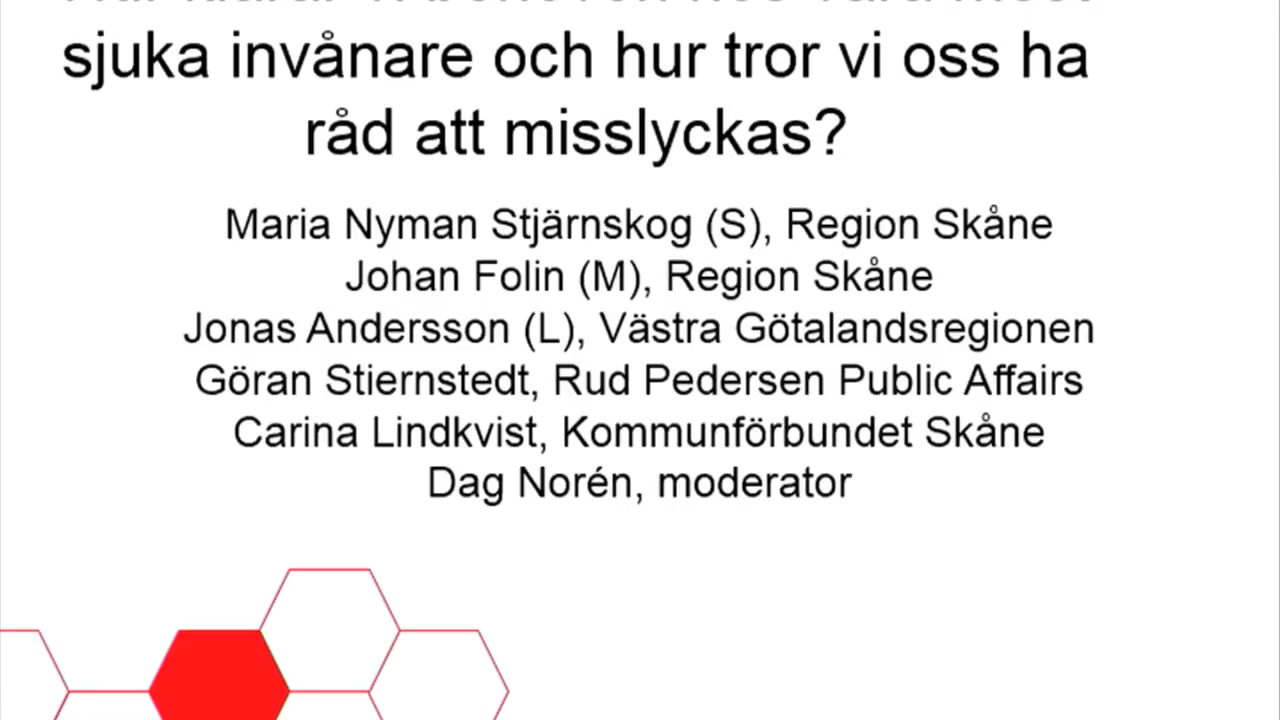 sjuka invånare och hur tror vi oss ha
råd att misslyckas?
Maria Nyman Stjärnskog (S), Region Skåne
Johan Folin (M), Region Skåne
Jonas Andersson (L), Västra Götalandsregionen
Göran Stiernstedt, Rud Pedersen Public Affairs
Carina Lindkvist, Kommunförbundet Skåne
Dag Norén, moderator